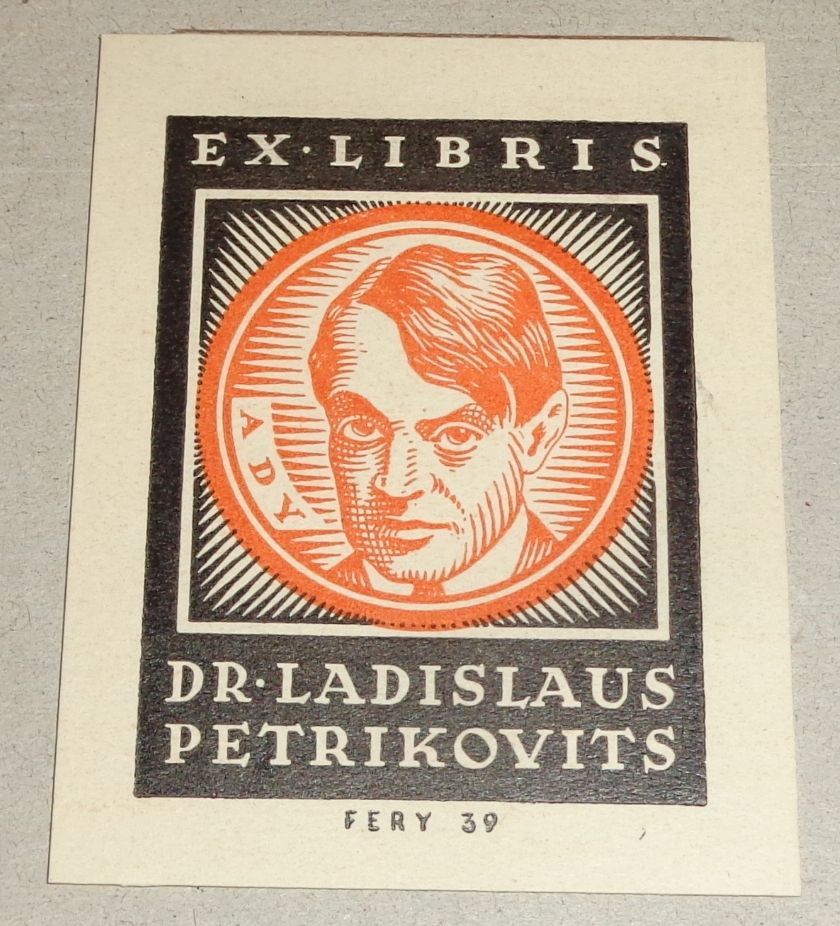 EX·LIBRIS
ADY
DR·LADISLAUS
PETRIKOVITS
FERY 39